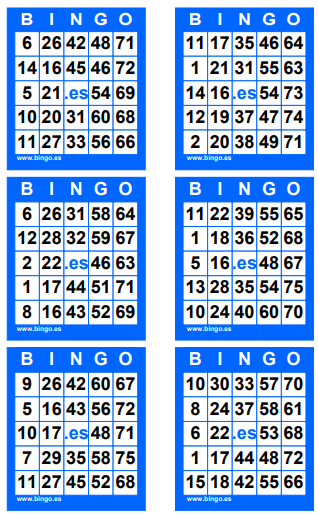 B I N G O
6 26 42 48 71
14 16 45 46 72
5 21 .es 54 69
10 20 31 60 68
11 27 33 56 66
www.bingo.es
B I N G O
11 17 35 46 64
1 21 31 55 63
14 16 .es 54 73
12 19 37 47 74
2 20 38 49 71
www.bingo.es
B I N G O
6 26 31 58 64
12 28 32 59 67
2 22 .es 46 63
1 17 44 51 71
8 16 43 52 69
www.bingo.es
B I N G O
11 22 39 55 65
1 18 36 52 68
5 16 .es 48 67
13 28 35 54 75
10 24 40 60 70
www.bingo.es
B I N G O
9 26 42 60 67
5 16 43 56 72
10 17 .es 48 71
7 29 35 58 75
11 27 45 52 68
www.bingo.es
B I N G O
10 30 33 57 70
8 24 37 58 61
6 22 .es 53 68
1 17 44 48 72
15 18 42 55 66
www.bingo.es